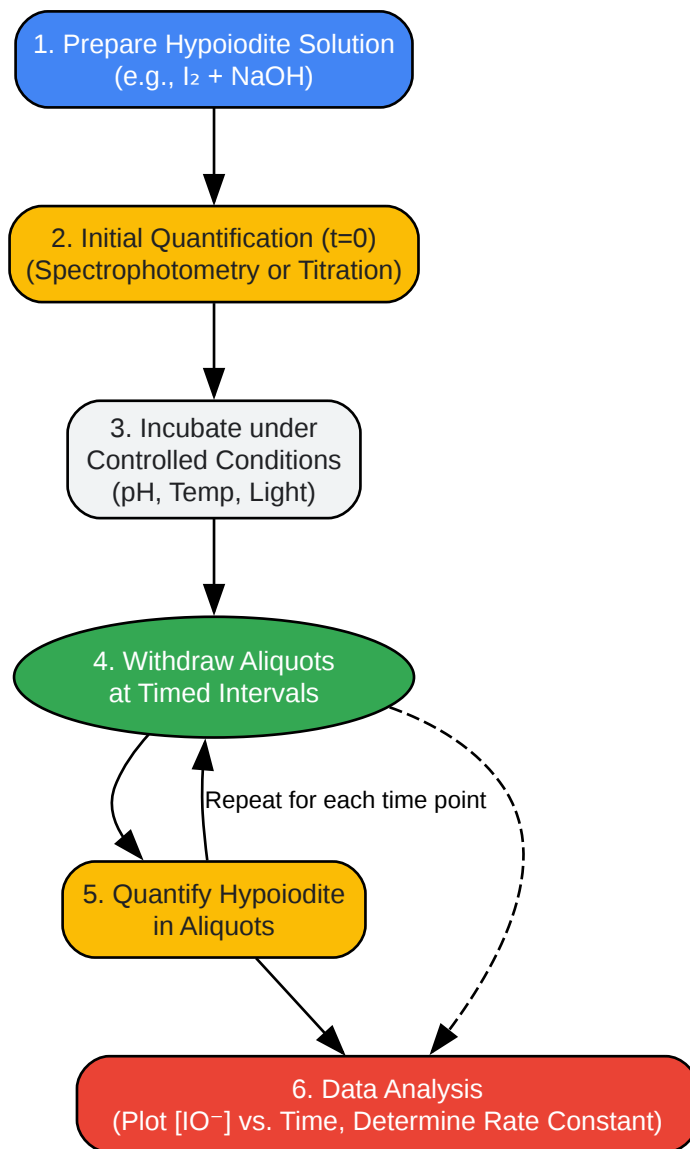 1. Prepare Hypoiodite Solution
(e.g., I₂ + NaOH)
2. Initial Quantification (t=0)
(Spectrophotometry or Titration)
3. Incubate under
Controlled Conditions
(pH, Temp, Light)
4. Withdraw Aliquots
at Timed Intervals
Repeat for each time point
5. Quantify Hypoiodite
in Aliquots
6. Data Analysis
(Plot [IO⁻] vs. Time, Determine Rate Constant)